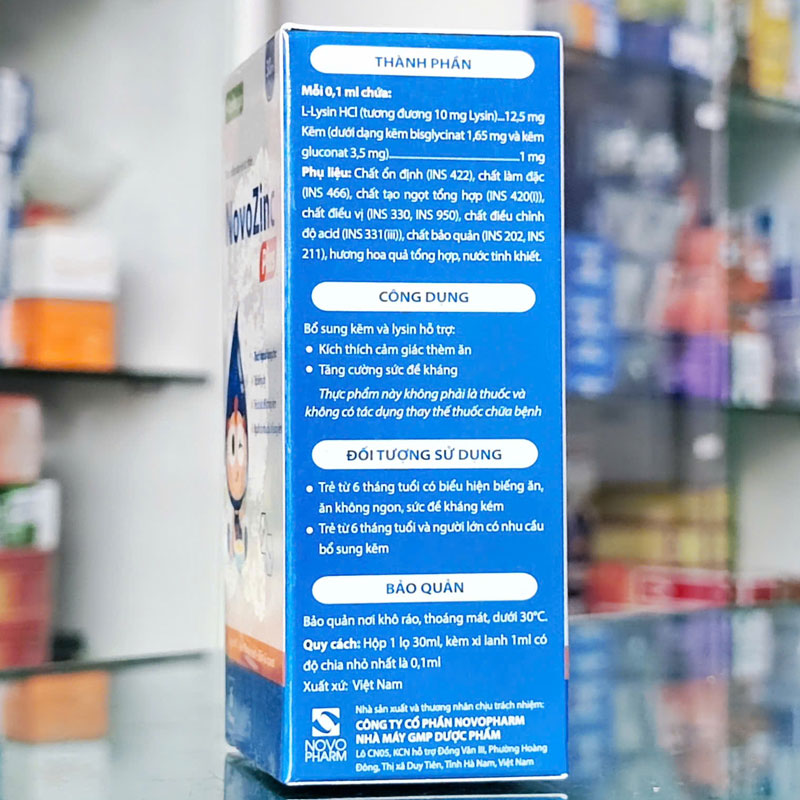 THÀNH PHẦN
Mỗi 0,1 ml chứa:
L-Lysin HCl (tương đương 10 mg Lysin)...12,5 mg
Kẽm (dưới dạng kẽm bisglycinat 1,65 mg và kẽm
gluconat 3,5 mg)...1 mg
Phụ liệu: Chất ổn định (INS 422), chất làm đặc
(INS 466), chất tạo ngọt tổng hợp (INS 420(i)),
chất điều vị (INS 330, INS 950), chất điều chỉnh
độ acid (INS 331(iii)), chất bảo quản (INS 202, INS
211), hương hoa quả tổng hợp, nước tinh khiết.
CÔNG DỤNG
Bổ sung kẽm và lysin hỗ trợ:
• Kích thích cảm giác thèm ăn
• Tăng cường sức đề kháng
Thực phẩm này không phải là thuốc và
không có tác dụng thay thế thuốc chữa bệnh
ĐỐI TƯỢNG SỬ DỤNG
• Trẻ từ 6 tháng tuổi có biểu hiện biếng ăn,
ăn không ngon, sức đề kháng kém
• Trẻ từ 6 tháng tuổi và người lớn có nhu cầu
bổ sung kẽm
BẢO QUẢN
Bảo quản nơi khô ráo, thoáng mát, dưới 30°C.
Quy cách: Hộp 1 lọ 30ml, kèm xi lanh 1ml có
độ chia nhỏ nhất là 0,1ml
Xuất xứ: Việt Nam
Nhà sản xuất và thương nhân chịu trách nhiệm:
CÔNG TY CỔ PHẦN NOVOPHARM
NHÀ MÁY GMP DƯỢC PHẨM
Lô CN05, KCN hỗ trợ Đồng Văn III, Phường Hoàng
Đông, Thị xã Duy Tiên, Tỉnh Hà Nam, Việt Nam
NOVO
PHARM
NovoZinc